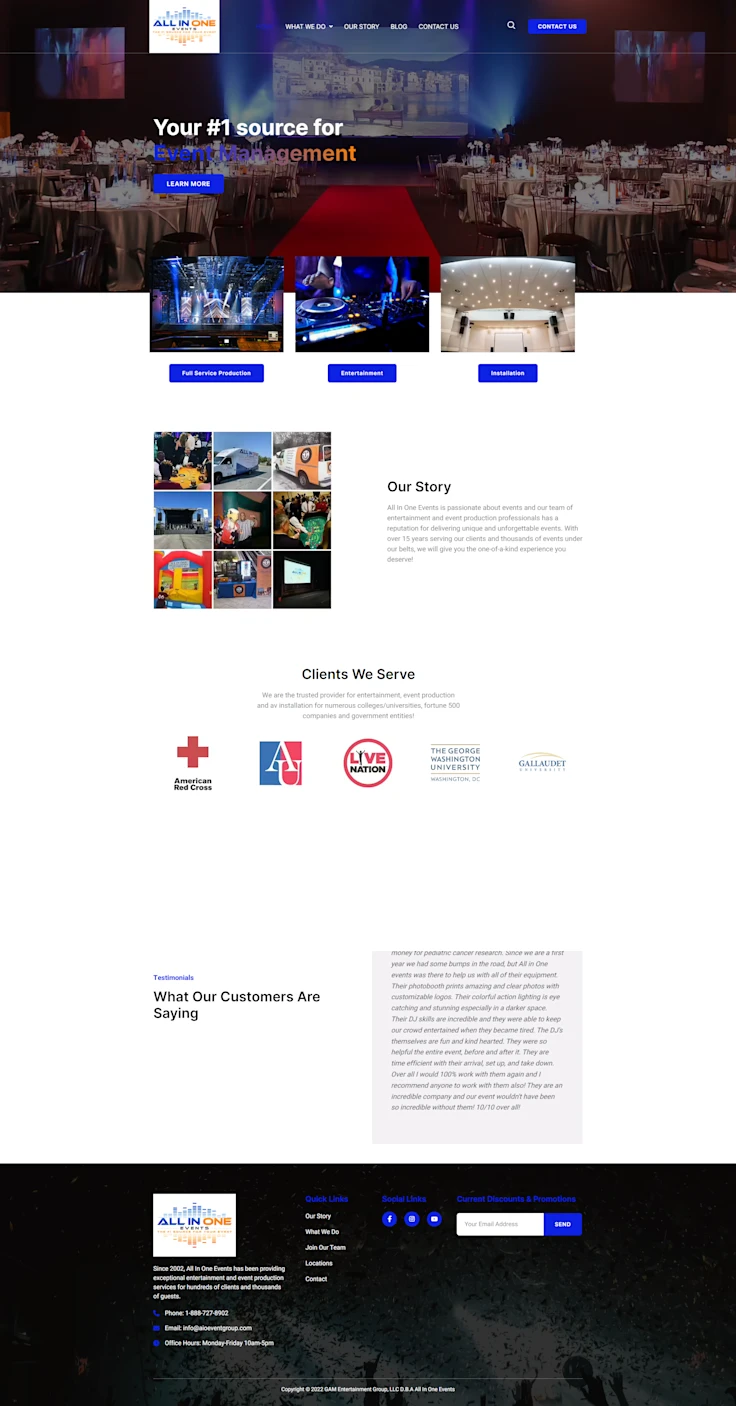 ALL IN ONE
EVENTS
WHAT WE DO
OUR STORY
BLOG
CONTACT US
CONTACT US
Your #1 source for
Event Management
LEARN MORE
Full Service Production
Entertainment
Installation
Our Story
All In One Events is passionate about events and our team of
entertainment and event production professionals has a
reputation for delivering unique and unforgettable events. With
over 15 years serving our clients and thousands of events under
our belts, we will give you the one-of-a-kind experience you
deserve!
Clients We Serve
We are the trusted provider for entertainment, event production
and av installation for numerous colleges/universities, fortune 500
companies and government entities!
American
Red Cross
AU
LIVE
NATION
THE GEORGE
WASHINGTON
UNIVERSITY
WASHINGTON, DC
GALLAUDET
UNIVERSITY
Testimonials
What Our Customers Are
Saying
money for pediatric cancer research. Since we are a first
year we had some bumps in the road, but All in One
events was there to help us with all of their equipment.
Their photobooth prints amazing and clear photos with
customizable logos. Their colorful action lighting is eye
catching and stunning especially in a darker space.
Their DJ skills are incredible and they were able to keep
our crowd entertained when they became tired. The DJ's
themselves are fun and kind hearted. They were so
helpful the entire event, before and after it. They are
time efficient with their arrival, set up, and take down.
Over all I would 100% work with them again and I
recommend anyone to work with them also! They are an
incredible company and our event wouldn't have been
so incredible without them! 10/10 over all!
ALL IN ONE
EVENTS
Since 2002, All In One Events has been providing
exceptional entertainment and event production
services for hundreds of clients and thousands
of guests.
Phone: 1-888-727-8902
Email: info@aioeventgroup.com
Office Hours: Monday-Friday 10am-5pm
Quick Links
Our Story
What We Do
Join Our Team
Locations
Contact
Sopial Links
Current Discounts & Promotions
Your Email Address
SEND
Copyright © 2022 GAM Entertainment Group, LLC D.B.A All In One Events